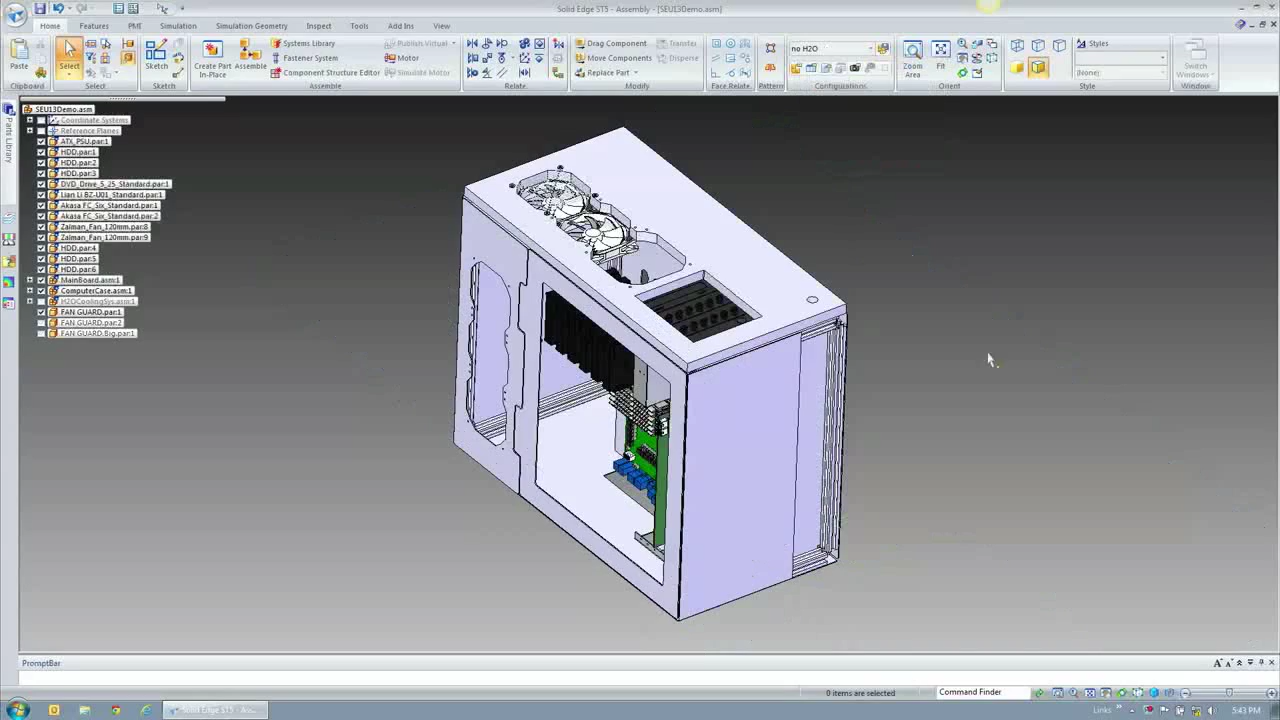 Solid Edge ST5 - Assembly - [SEU13Demo.asm]
Home Features PMI Simulation Simulation Geometry Inspect Tools Add Ins View
Paste
Clipboard
Select
Select
Sketch
Sketch
Create Part In-Place
Assemble
Systems Library
Fastener System
Component Structure Editor
Publish Virtual
Motor
Simulate Motor
Assemble
Relate
Drag Component
Move Components
Replace Part
Transfer
Disperse
Modify
Face Relate
Pattern
no H2O
Configurations
Zoom Area
Fit
Orient
Styles
(None)
Style
Switch Windows
Window
Parts Library
SEU13Demo.asm
Coordinate Systems
Reference Planes
ATX_PSU.par:1
HDD.par:1
HDD.par:2
HDD.par:3
DVD_Drive_5_25_Standard.par:1
Lian Li BZ-U01_Standard.par:1
Akasa FC_Six_Standard.par:1
Akasa FC_Six_Standard.par:2
Zalman_Fan_120mm.par:8
Zalman_Fan_120mm.par:9
HDD.par:4
HDD.par:5
HDD.par:6
MainBoard.asm:1
ComputerCase.asm:1
H2OCoolingSys.asm:1
FAN GUARD.par:1
FAN GUARD.par:2
FAN GUARD.Big.par:1
PromptBar
0 items are selected
Command Finder
Solid Edge ST5 - Ass...
Links
5:43 PM